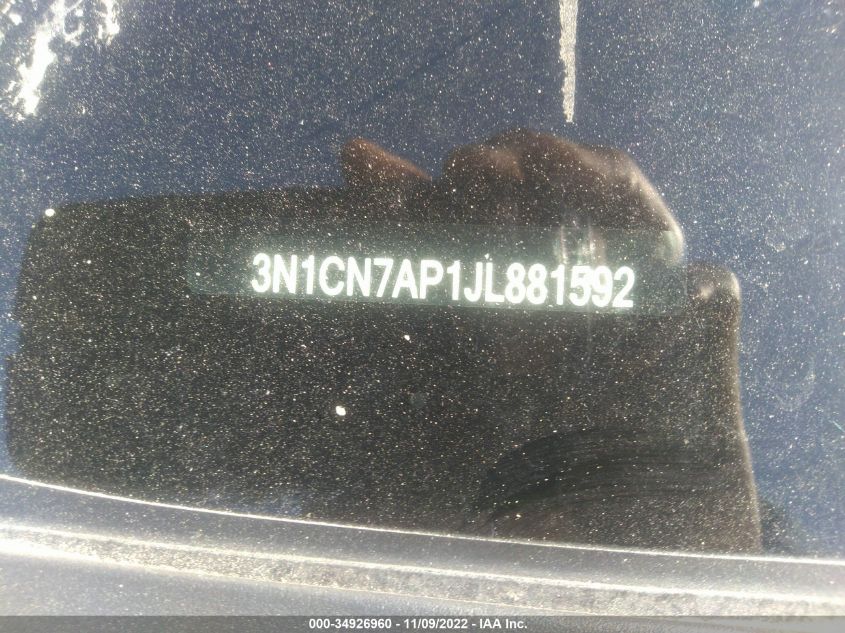 3N1CN7AP1JL881592
000-34926960 - 11/09/2022 - IAA Inc.